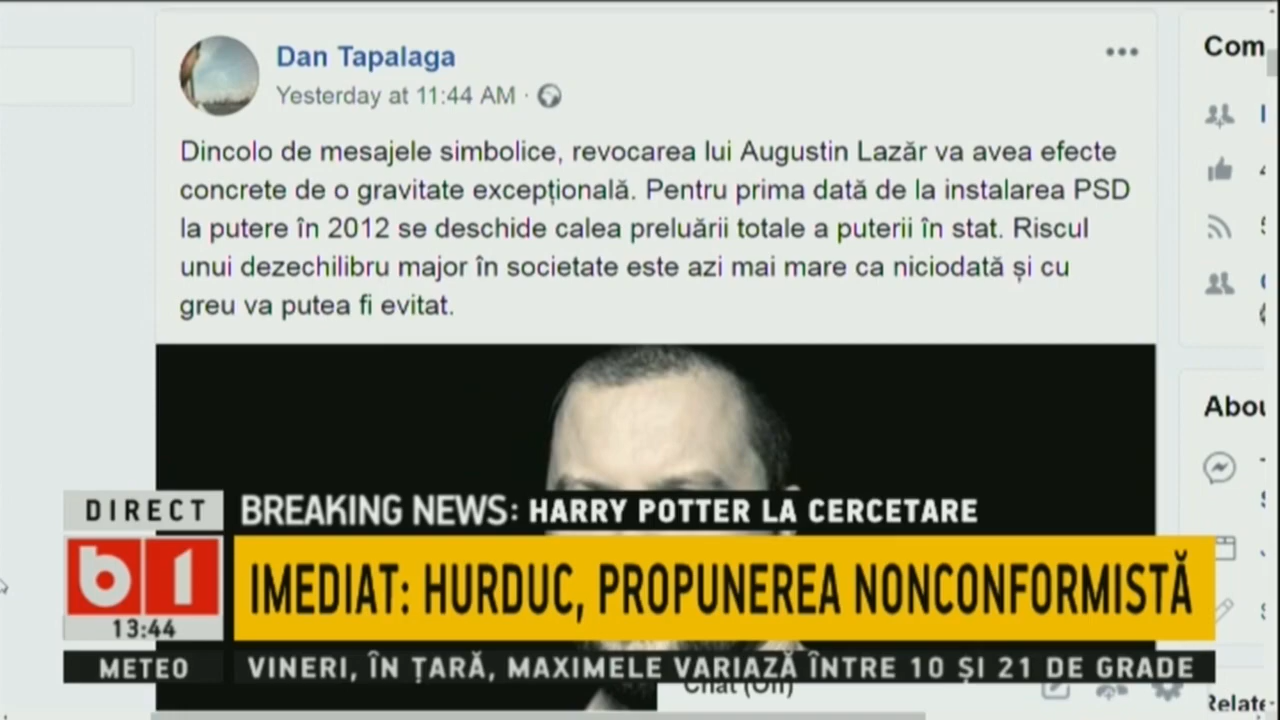 Dan Tapalaga
Yesterday at 11:44 AM ·
Dincolo de mesajele simbolice, revocarea lui Augustin Lazăr va avea efecte
concrete de o gravitate excepțională. Pentru prima dată de la instalarea PSD
la putere în 2012 se deschide calea preluării totale a puterii în stat. Riscul
unui dezechilibru major în societate este azi mai mare ca niciodată și cu
greu va putea fi evitat.
Com
Abou
DIRECT
BREAKING NEWS: HARRY POTTER LA CERCETARE
b1
IMEDIAT: HURDUC, PROPUNEREA NONCONFORMISTĂ
13:44
METEO
VINERI, ÎN ȚARĂ, MAXIMELE VARIAZĂ ÎNTRE 10 ȘI 21 DE GRADE
Chat (Off)
Relate